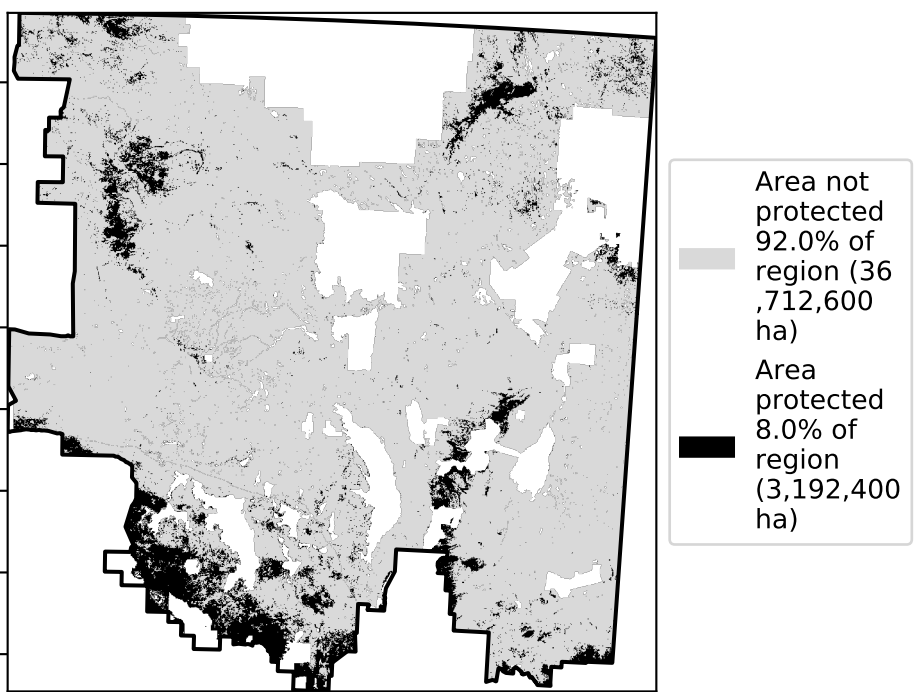 Area not
protected
92.0% of
region (36
,712,600
ha)
Area
protected
8.0% of
region
(3,192,400
ha)